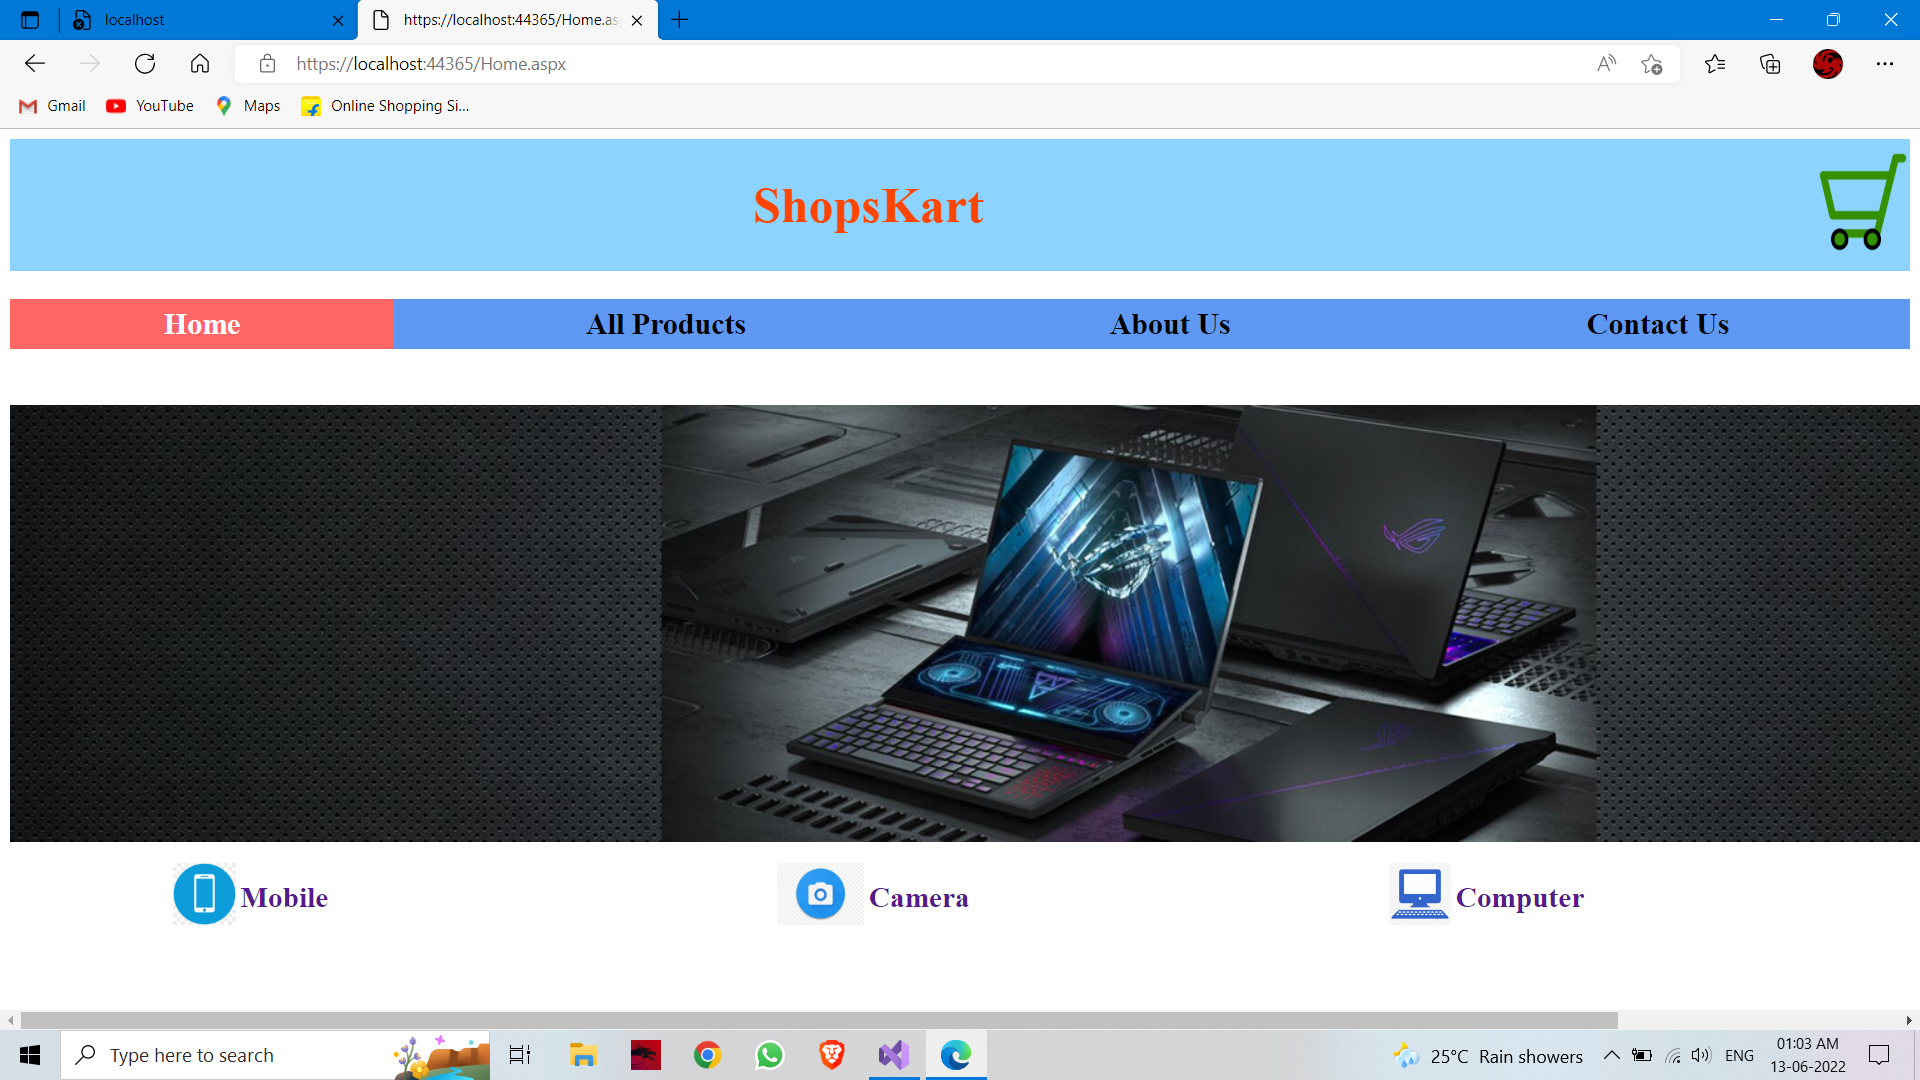 localhost
https://localhost:44365/Home.as
https://localhost:44365/Home.aspx
Gmail
YouTube
Maps
Online Shopping Si...
ShopsKart
Home
All Products
About Us
Contact Us
Mobile
Camera
Computer
Type here to search
25°C Rain showers
ENG
01:03 AM
13-06-2022